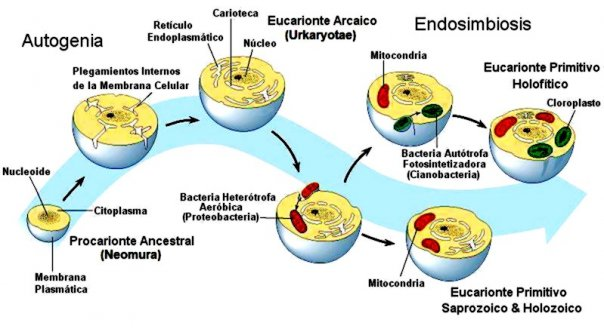 Autogenia
Plegamientos Internos
de la Membrana Celular
Nucleoide
Citoplasma
Procarionte Ancestral
(Neomura)
Membrana
Plasmática
Carioteca
Retículo
Endoplasmático
Núcleo
Eucarionte Arcaico
(Urkaryotae)
Bacteria Heterótrofa
Aeróbica
(Proteobacteria)
Endosimbiosis
Mitocondria
Bacteria Autótrofa
Fotosintetizadora
(Cianobacteria)
Eucarionte Primitivo
Holofítico
Cloroplasto
Mitocondria
Eucarionte Primitivo
Saprozoico & Holozoico